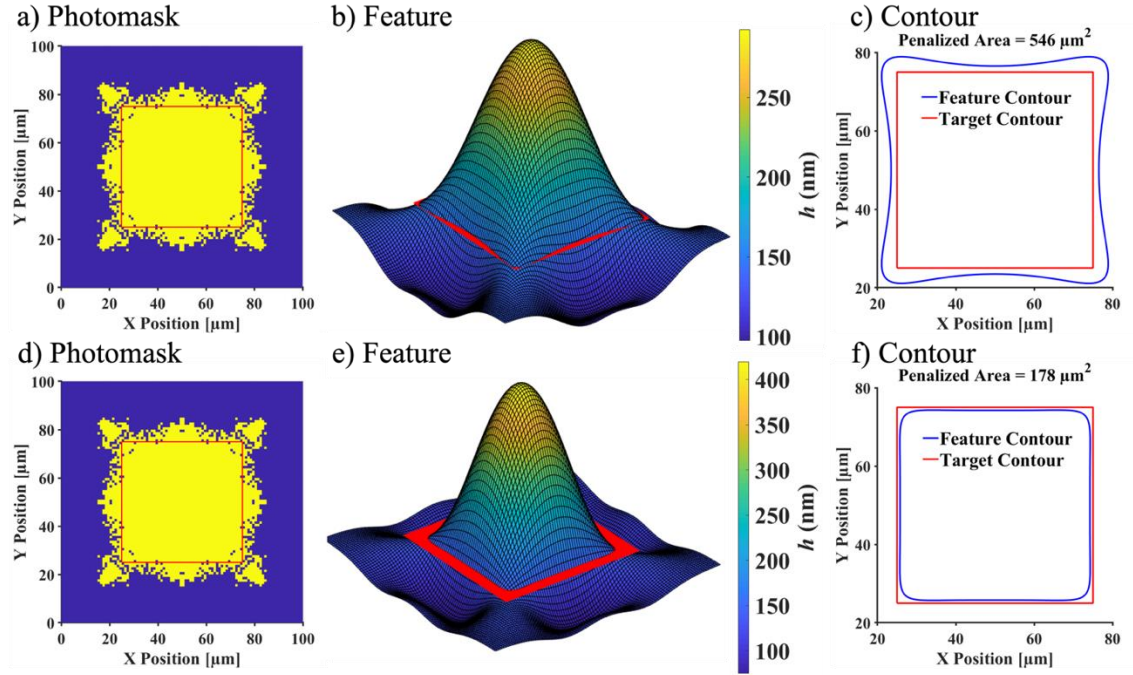 a) Photomask
b) Feature
c) Contour
100
80
60
40
20
0
Y Position [µm]
0 20 40 60 80 100
X Position [µm]
250
200
150
100
h (nm)
Penalized Area = 546 µm²
Feature Contour
Target Contour
80
60
40
20
Y Position [µm]
20 40 60 80
X Position [µm]
d) Photomask
e) Feature
f) Contour
100
80
60
40
20
0
Y Position [µm]
0 20 40 60 80 100
X Position [µm]
400
350
300
250
200
150
100
h (nm)
Penalized Area = 178 µm²
Feature Contour
Target Contour
80
60
40
20
Y Position [µm]
20 40 60 80
X Position [µm]